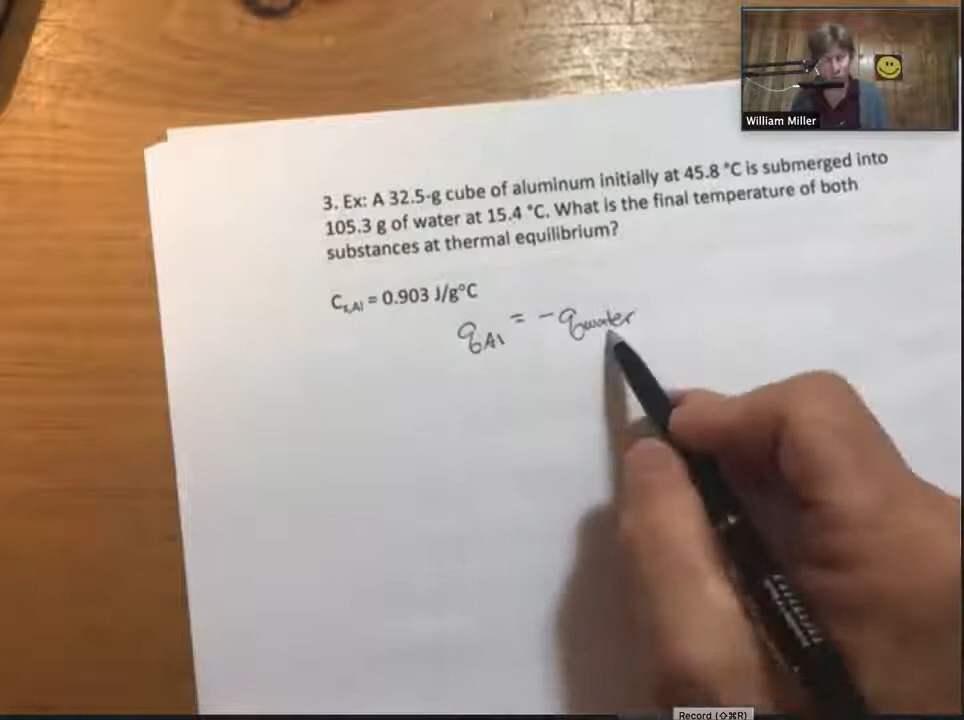 William Miller
3. Ex: A 32.5-g cube of aluminum initially at 45.8 °C is submerged into
105.3 g of water at 15.4 °C. What is the final temperature of both
substances at thermal equilibrium?
Cs,Al = 0.903 J/g°C
qAl = -qwater
Record (⇧⌘R)